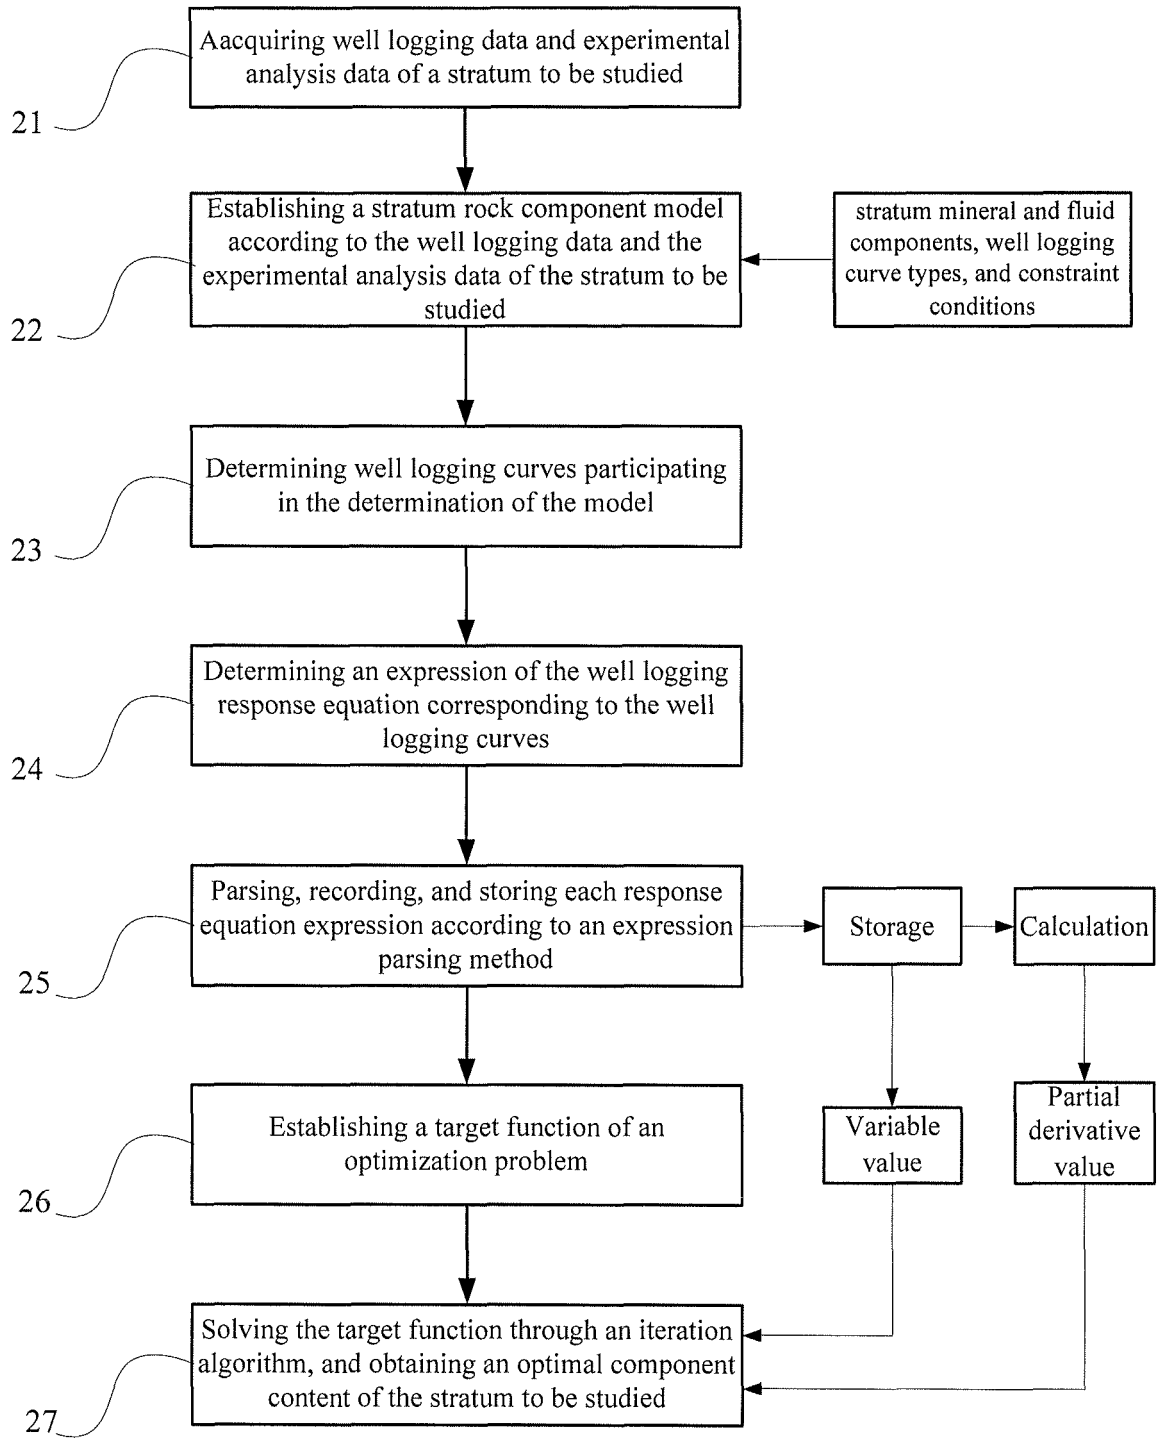 Aacquiring well logging data and experimental
analysis data of a stratum to be studied
21
Establishing a stratum rock component model
according to the well logging data and the
experimental analysis data of the stratum to be
studied
stratum mineral and fluid
components, well logging
curve types, and constraint
conditions
22
Determining well logging curves participating
in the determination of the model
23
Determining an expression of the well logging
response equation corresponding to the well
logging curves
24
Parsing, recording, and storing each response
equation expression according to an expression
parsing method
Storage
Calculation
25
Establishing a target function of an
optimization problem
Variable
value
Partial
derivative
value
26
Solving the target function through an iteration
algorithm, and obtaining an optimal component
content of the stratum to be studied
27